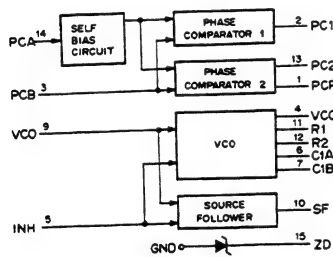 PCA 14
SELF
BIAS
CIRCUIT
PHASE
COMPARATOR 1
2 PC1
PCB 3
PHASE
COMPARATOR 2
13 PC2
1 PCP
VCO 9
VCO
4 VCO
11 R1
12 R2
6 C1A
7 C1B
INH 5
SOURCE
FOLLOWER
10 SF
GND
15 ZD